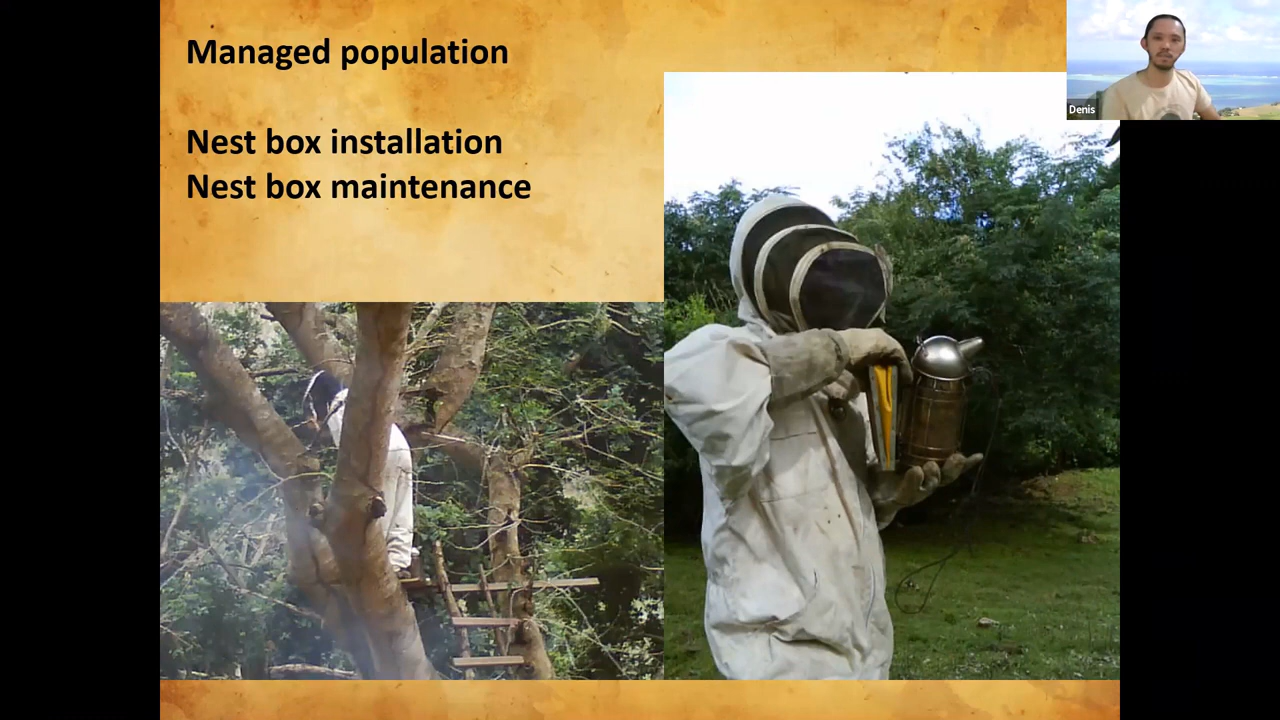 Managed population
Nest box installation
Nest box maintenance
Denis